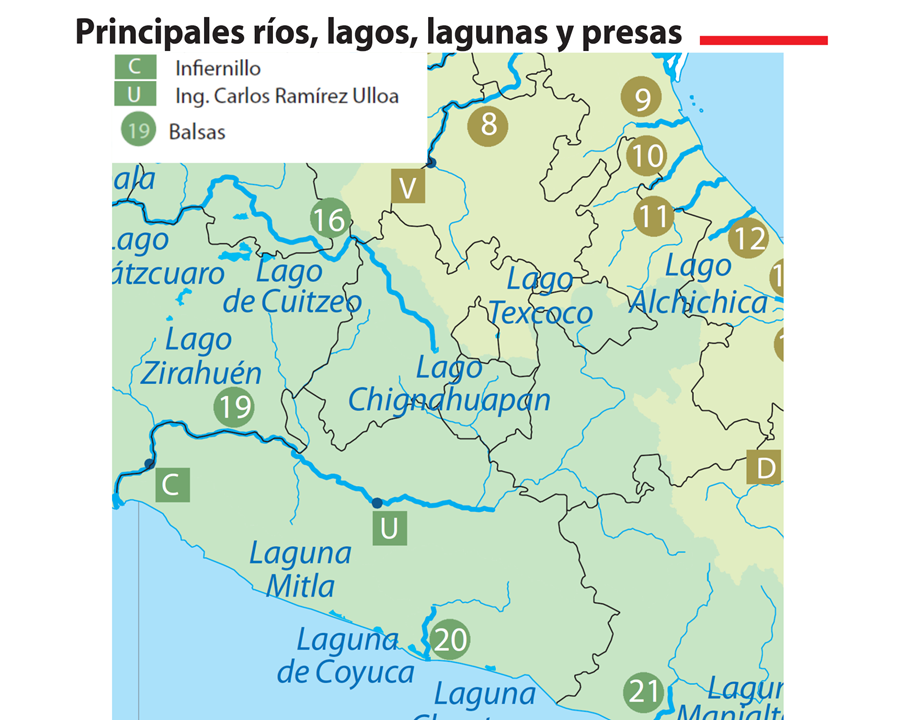 Principales ríos, lagos, lagunas y presas
C Infiernillo
U Ing. Carlos Ramírez Ulloa
19 Balsas
9
8
10
V
ala
16
11
12
Lago
átzcuaro
Lago
de Cuitzeo
Lago
Texcoco
Lago
Alchichica
Lago
Zirahuén
Lago
Chignahuapan
19
C
D
U
Laguna
Mitla
Laguna
de Coyuca
20
Laguna
21